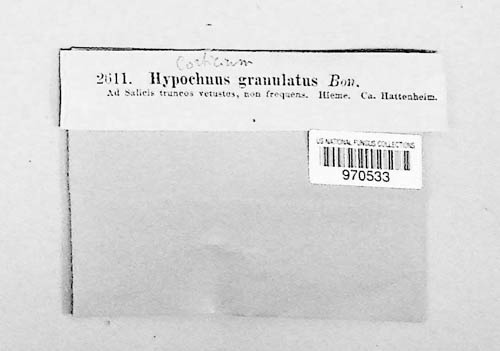 Corticium
2611. Hypochnus granulatus Bon.
Ad Salicis truncos vetustos, non frequens. Hieme. Ca. Hattenheim.
US NATIONAL FUNGUS COLLECTIONS
970533